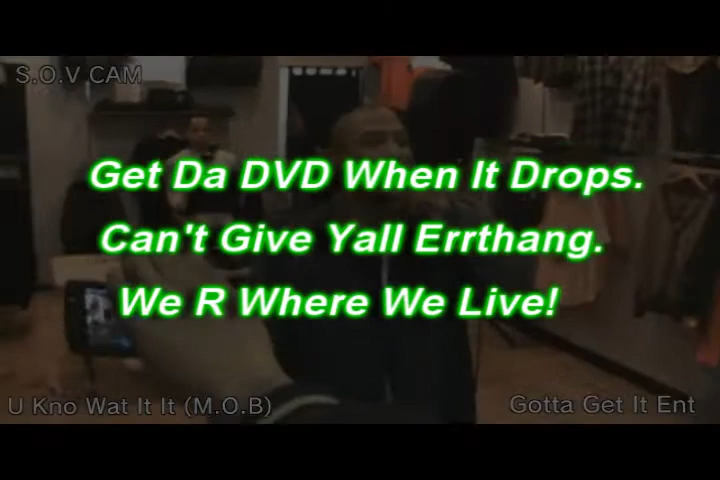 S.O.V CAM
Get Da DVD When It Drops.
Can't Give Yall Errthang.
We R Where We Live!
U Kno Wat It It (M.O.B)
Gotta Get It Ent